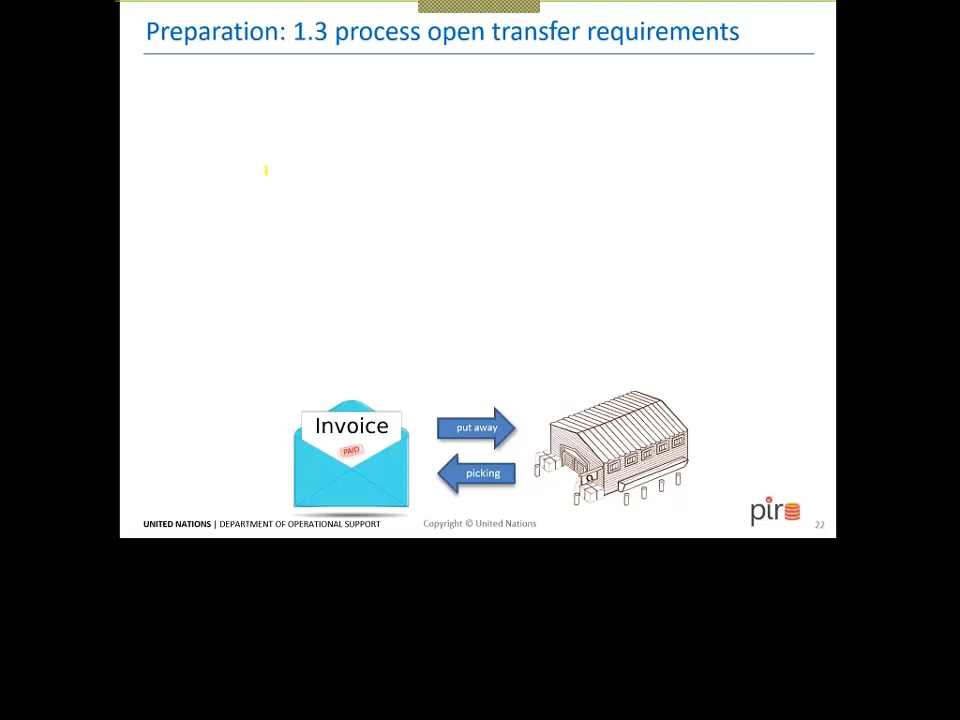 Preparation: 1.3 process open transfer requirements
Invoice
PAID
put away
picking
UNITED NATIONS | DEPARTMENT OF OPERATIONAL SUPPORT
Copyright © United Nations
pir
22